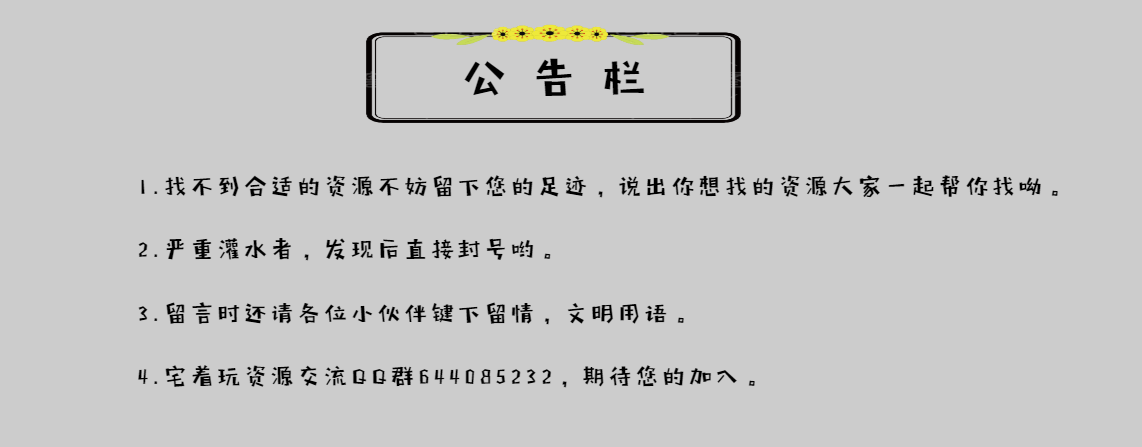 公告栏
1.找不到合适的资源不妨留下您的足迹，说出你想找的资源大家一起帮你找呦。
2.严重灌水者，发现后直接封号哟。
3.留言时还请各位小伙伴键下留情，文明用语。
4.宅着玩资源交流QQ群644085232，期待您的加入。